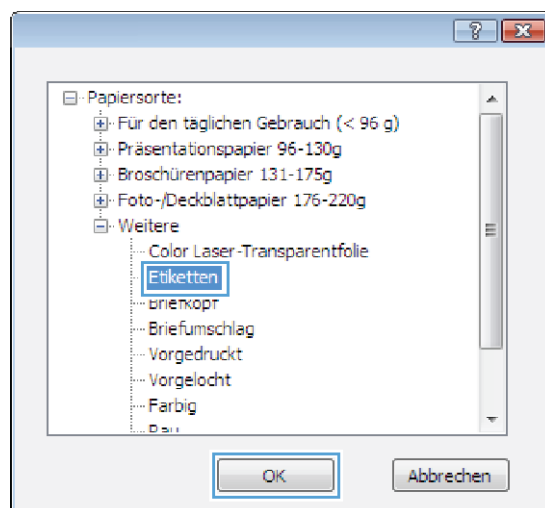 Papiersorte:
Für den täglichen Gebrauch (< 96 g)
Präsentationspapier 96-130g
Broschürenpapier 131-175g
Foto-/Deckblattpapier 176-220g
Weitere
Color Laser-Transparentfolie
Etiketten
Briefkopf
Briefumschlag
Vorgedruckt
Vorgelocht
Farbig
OK
Abbrechen